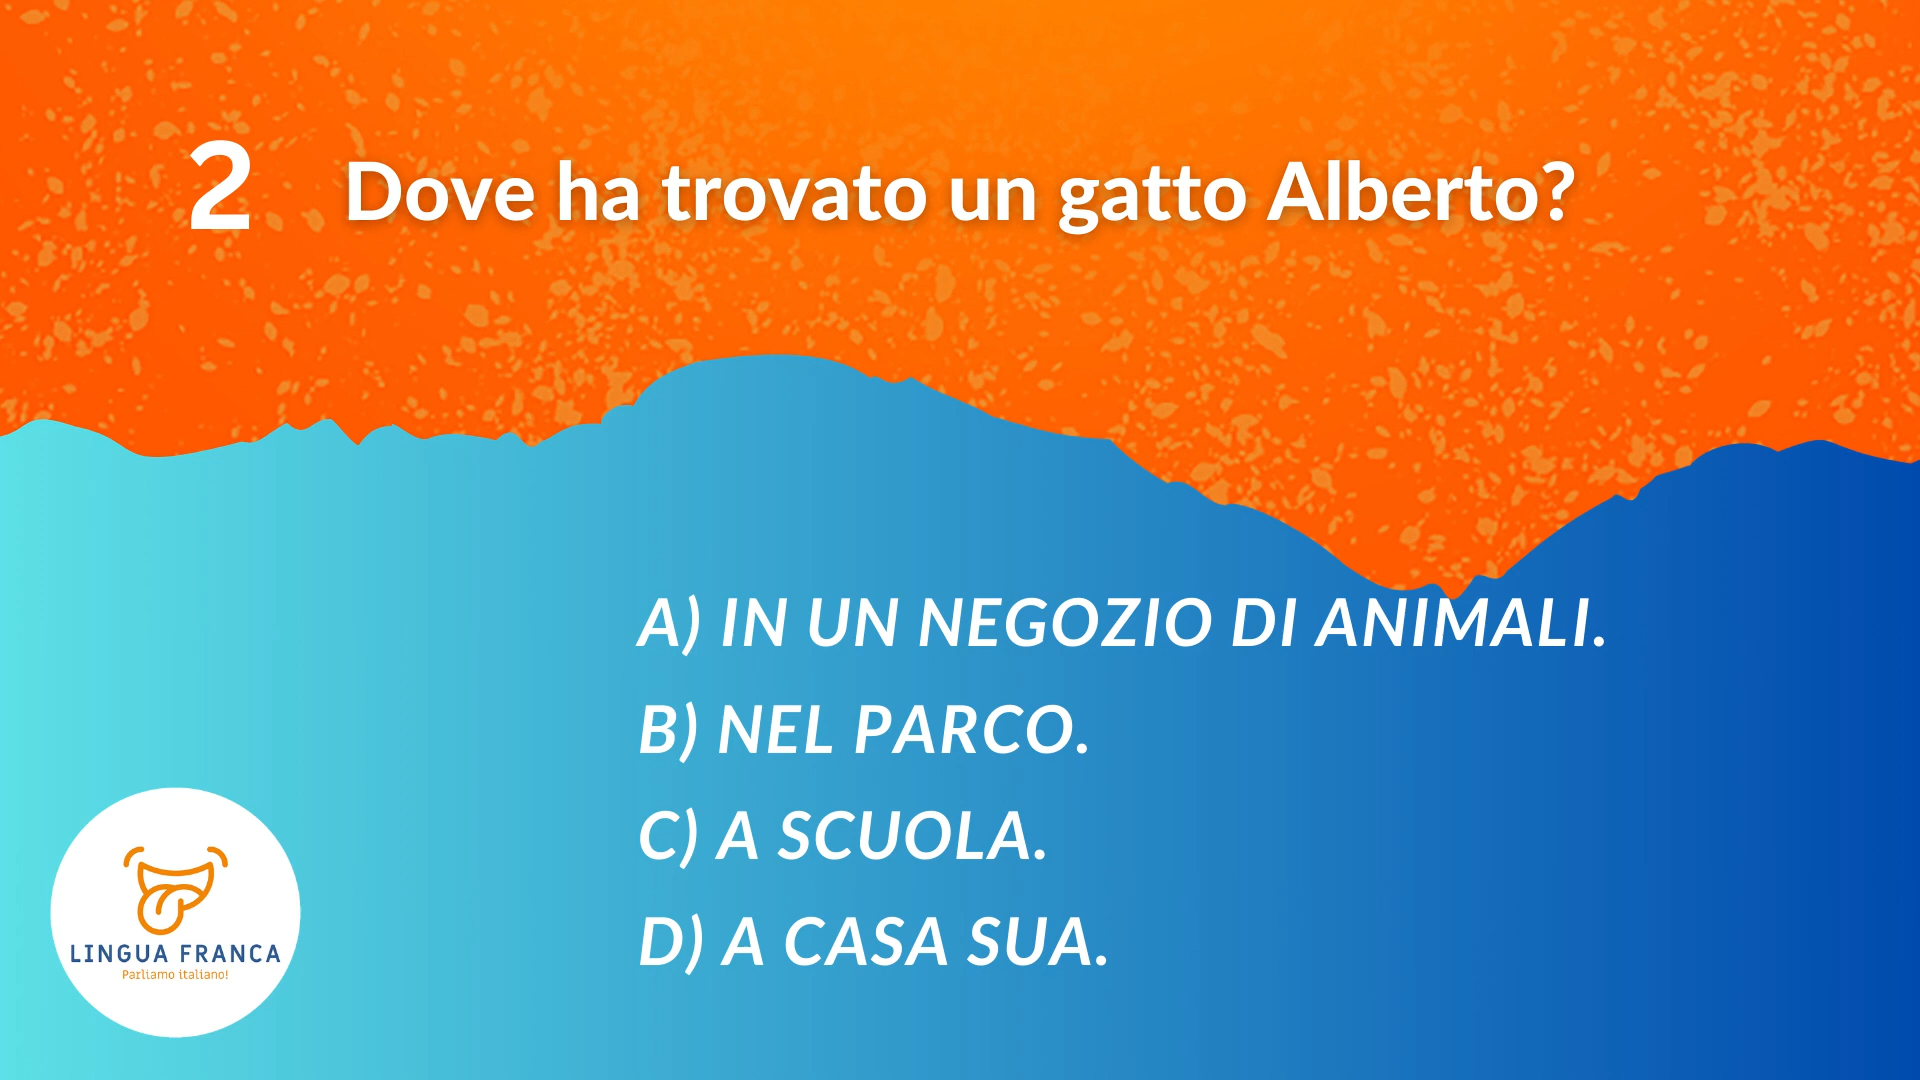 2 Dove ha trovato un gatto Alberto?
A) IN UN NEGOZIO DI ANIMALI.
B) NEL PARCO.
C) A SCUOLA.
D) A CASA SUA.
LINGUA FRANCA
Parliamo italiano!